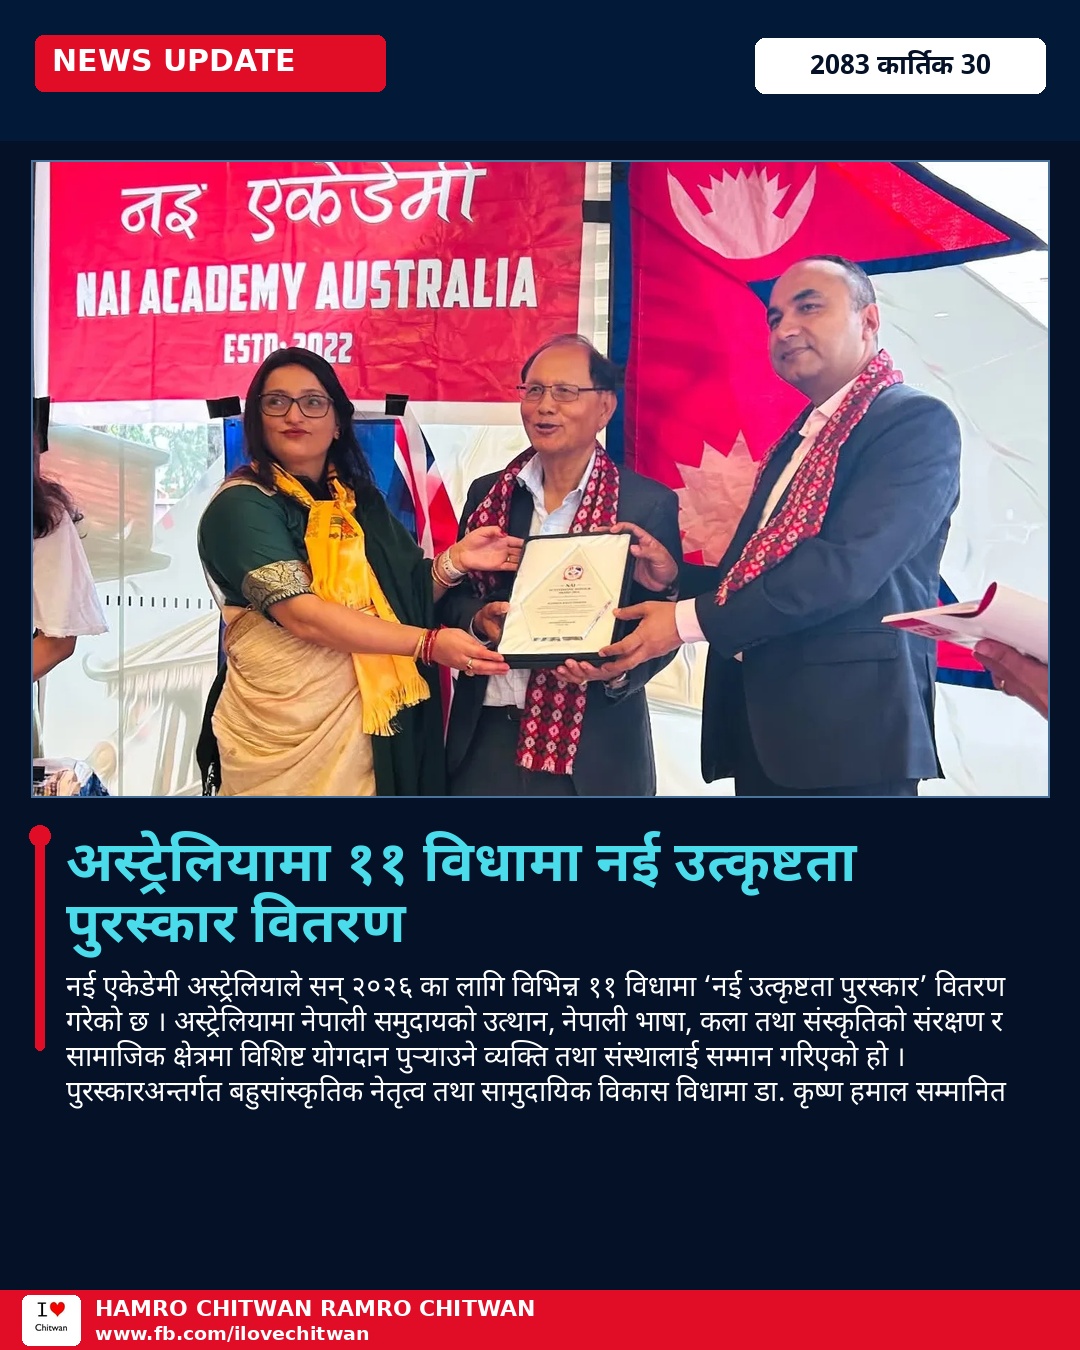 NEWS UPDATE
2083 कार्तिक 30
नइ एकेडेमी
NAI ACADEMY AUSTRALIA
ESTD: 2022
NAI
अस्ट्रेलियामा ११ विधामा नई उत्कृष्टता
पुरस्कार वितरण
नई एकेडेमी अस्ट्रेलियाले सन् २०२६ का लागि विभिन्न ११ विधामा ‘नई उत्कृष्टता पुरस्कार’ वितरण
गरेको छ । अस्ट्रेलियामा नेपाली समुदायको उत्थान, नेपाली भाषा, कला तथा संस्कृतिको संरक्षण र
सामाजिक क्षेत्रमा विशिष्ट योगदान पुऱ्याउने व्यक्ति तथा संस्थालाई सम्मान गरिएको हो ।
पुरस्कारअन्तर्गत बहुसांस्कृतिक नेतृत्व तथा सामुदायिक विकास विधामा डा. कृष्ण हमाल सम्मानित
I❤
Chitwan
HAMRO CHITWAN RAMRO CHITWAN
www.fb.com/ilovechitwan